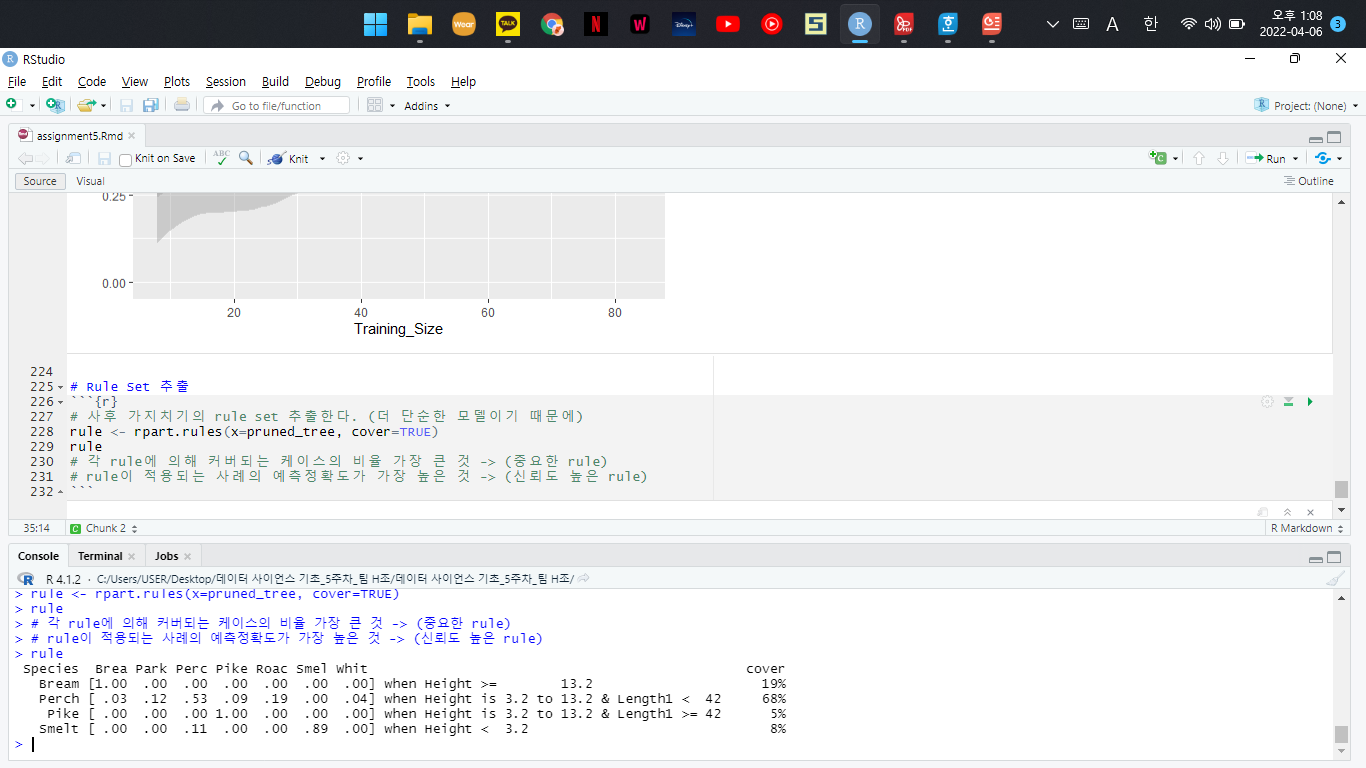 Wear
TALK
N
W
Disney+
S
R
A 한 오후 1:08
2022-04-06 3
RStudio
File Edit Code View Plots Session Build Debug Profile Tools Help
Go to file/function Addins Project: (None)
assignment5.Rmd
Knit on Save ABC Knit Run
Source Visual Outline
0.25
0.00
20 40 60 80
Training_Size
224
225 # Rule Set 추출
226 ```{r}
227 # 사후 가지치기의 rule set 추출한다. (더 단순한 모델이기 때문에)
228 rule <- rpart.rules(x=pruned_tree, cover=TRUE)
229 rule
230 # 각 rule에 의해 커버되는 케이스의 비율 가장 큰 것 -> (중요한 rule)
231 # rule이 적용되는 사례의 예측정확도가 가장 높은 것 -> (신뢰도 높은 rule)
232 ```
35:14 C Chunk 2 R Markdown
Console Terminal Jobs
R R 4.1.2 · C:/Users/USER/Desktop/데이터 사이언스 기초_5주차_팀 H조/데이터 사이언스 기초_5주차_팀 H조/
> rule <- rpart.rules(x=pruned_tree, cover=TRUE)
> rule
> # 각 rule에 의해 커버되는 케이스의 비율 가장 큰 것 -> (중요한 rule)
> # rule이 적용되는 사례의 예측정확도가 가장 높은 것 -> (신뢰도 높은 rule)
> rule
Species Brea Park Perc Pike Roac Smel Whit cover
Bream [1.00 .00 .00 .00 .00 .00 .00] when Height >= 13.2 19%
Perch [ .03 .12 .53 .09 .19 .00 .04] when Height is 3.2 to 13.2 & Length1 < 42 68%
Pike [ .00 .00 .00 1.00 .00 .00 .00] when Height is 3.2 to 13.2 & Length1 >= 42 5%
Smelt [ .00 .00 .11 .00 .00 .89 .00] when Height < 3.2 8%
>